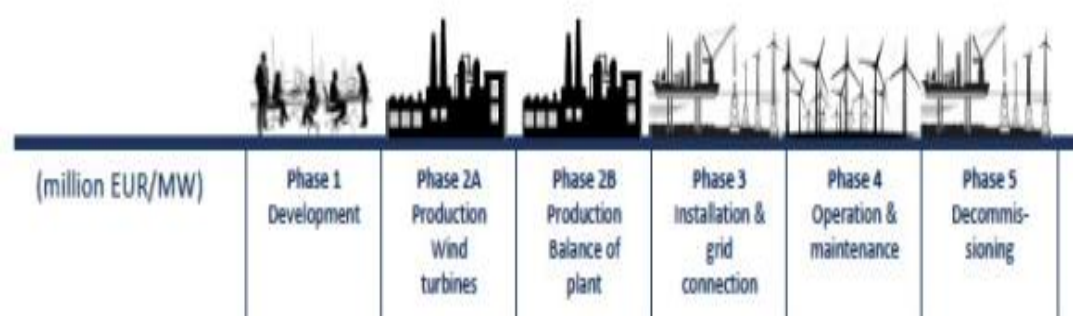 (million EUR/MW)
Phase 1
Development
Phase 2A
Production
Wind
turbines
Phase 2B
Production
Balance of
plant
Phase 3
Installation &
grid
connection
Phase 4
Operation &
maintenance
Phase 5
Decommis-
sioning